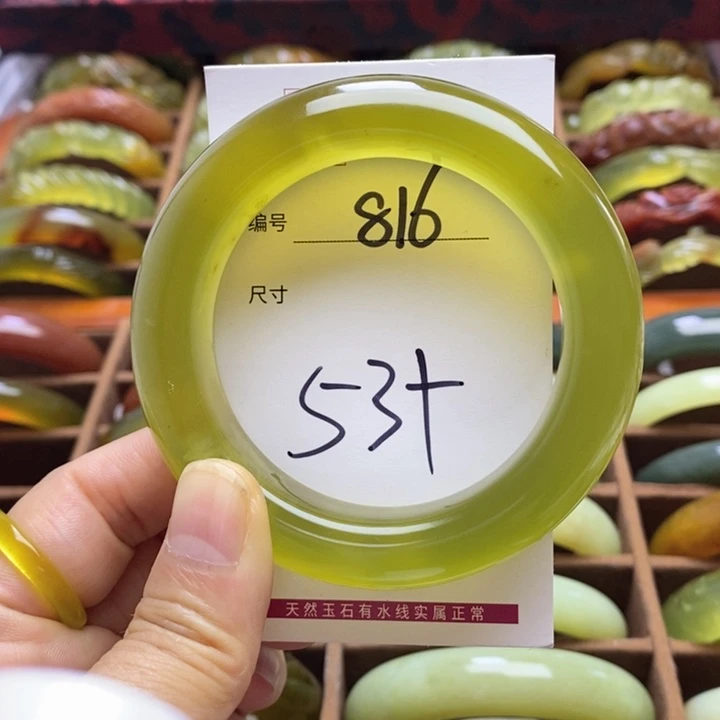 编号 816
尺寸
53+
天然玉石有水线实属正常